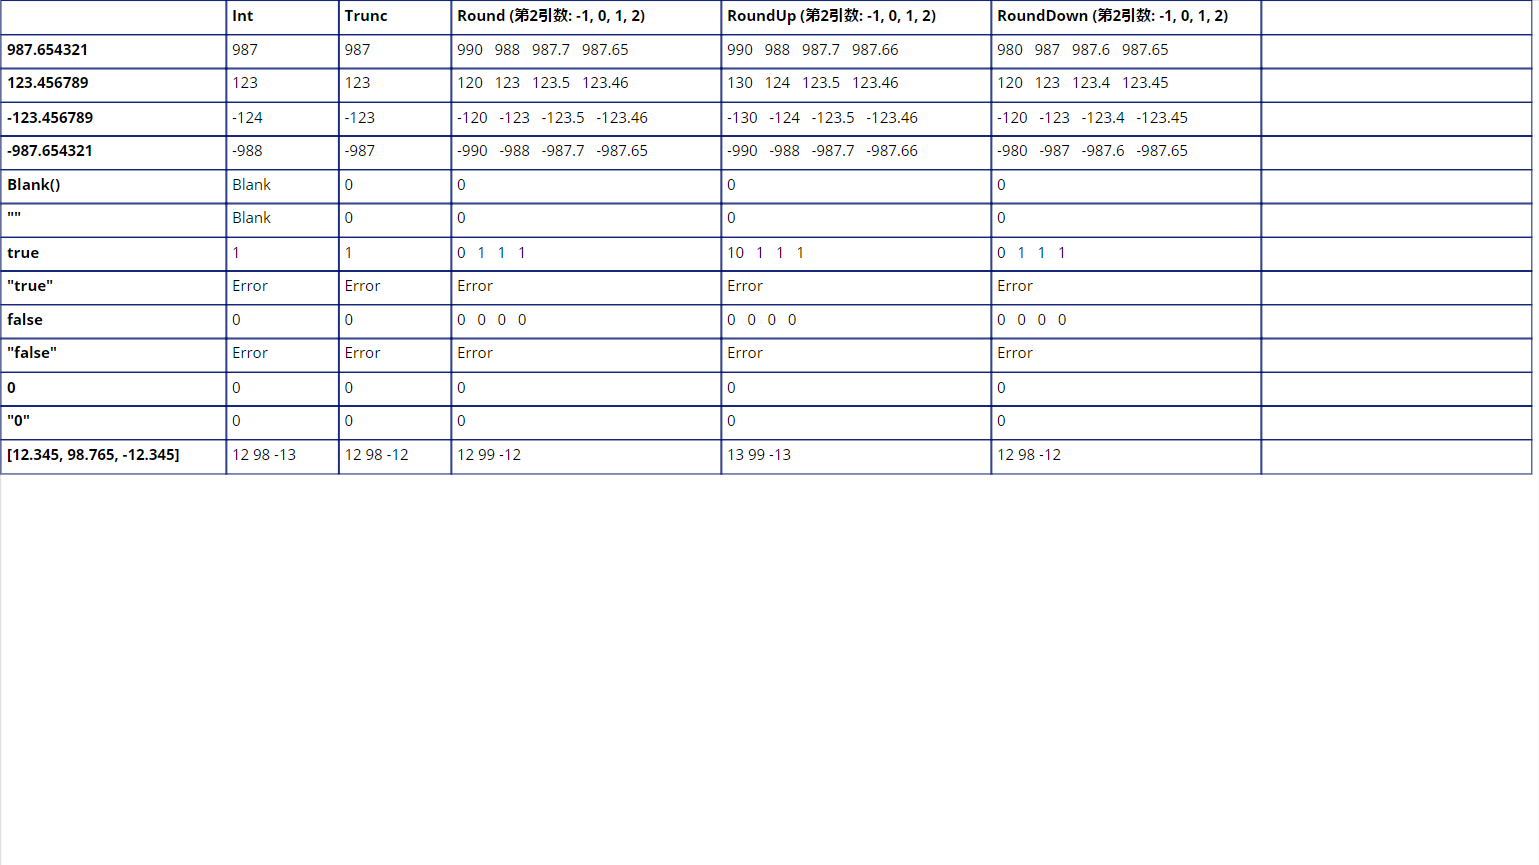 Int Trunc Round (第2引数: -1, 0, 1, 2) RoundUp (第2引数: -1, 0, 1, 2) RoundDown (第2引数: -1, 0, 1, 2)
987.654321 987 987 990 988 987.7 987.65 990 988 987.7 987.66 980 987 987.6 987.65
123.456789 123 123 120 123 123.5 123.46 130 124 123.5 123.46 120 123 123.4 123.45
-123.456789 -124 -123 -120 -123 -123.5 -123.46 -130 -124 -123.5 -123.46 -120 -123 -123.4 -123.45
-987.654321 -988 -987 -990 -988 -987.7 -987.65 -990 -988 -987.7 -987.66 -980 -987 -987.6 -987.65
Blank() Blank 0 0 0 0
"" Blank 0 0 0 0
true 1 1 0 1 1 1 10 1 1 1 0 1 1 1
"true" Error Error Error Error Error
false 0 0 0 0 0 0 0 0 0 0 0 0 0 0
"false" Error Error Error Error Error
0 0 0 0 0 0
"0" 0 0 0 0 0
[12.345, 98.765, -12.345] 12 98 -13 12 98 -12 12 99 -12 13 99 -13 12 98 -12